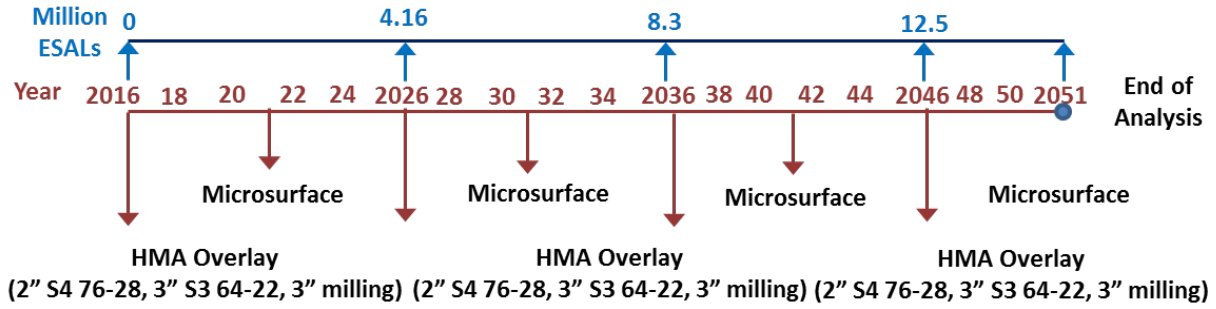 Million 0 4.16 8.3 12.5
ESALs
Year 2016 18 20 22 24 2026 28 30 32 34 2036 38 40 42 44 2046 48 50 2051
End of
Analysis
Microsurface Microsurface Microsurface Microsurface
HMA Overlay HMA Overlay HMA Overlay
(2” S4 76-28, 3” S3 64-22, 3” milling) (2” S4 76-28, 3” S3 64-22, 3” milling) (2” S4 76-28, 3” S3 64-22, 3” milling)